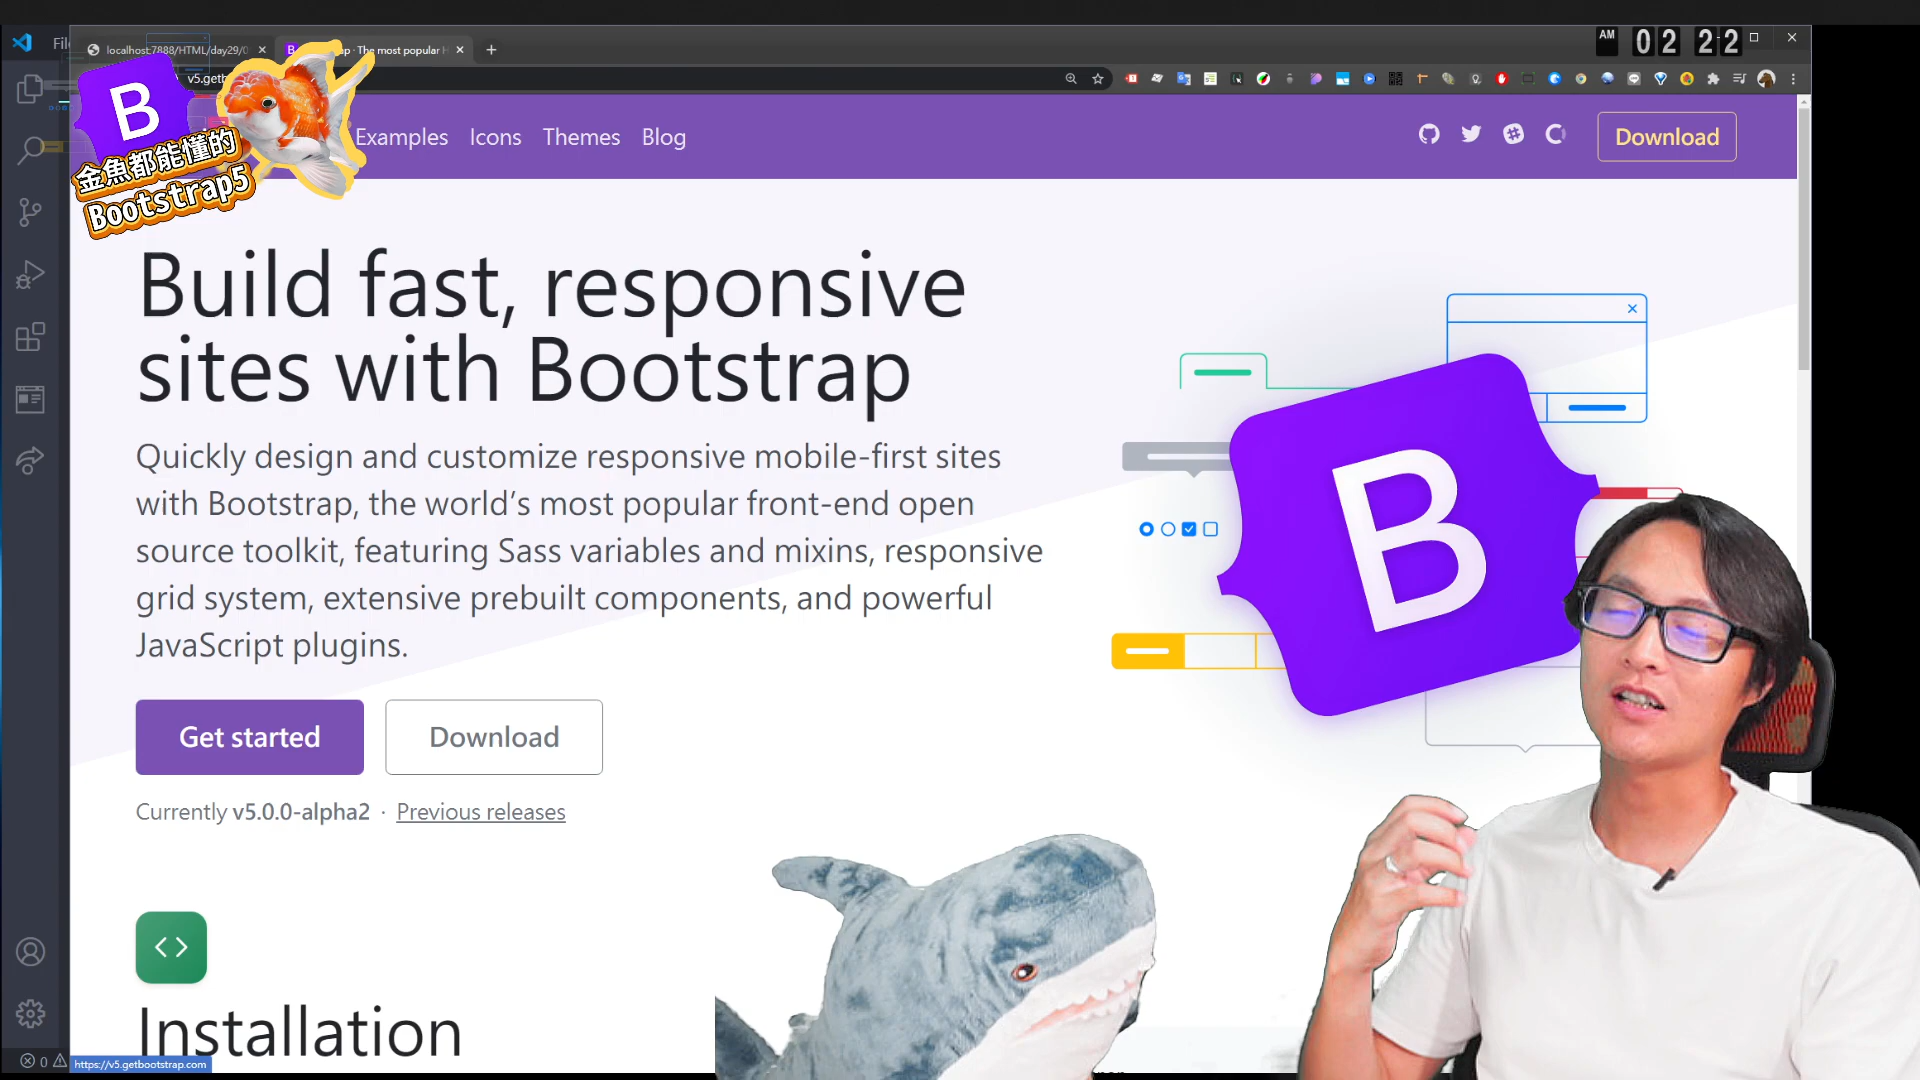 File
localhost:7888/HTML/day29/0
The most popular H
AM 02 22
v5.getb
B
金魚都能懂的
Bootstrap5
Examples
Icons
Themes
Blog
Download
Build fast, responsive
sites with Bootstrap
Quickly design and customize responsive mobile-first sites
with Bootstrap, the world’s most popular front-end open
source toolkit, featuring Sass variables and mixins, responsive
grid system, extensive prebuilt components, and powerful
JavaScript plugins.
B
Get started
Download
Currently v5.0.0-alpha2 · Previous releases
Installation
0
https://v5.getbootstrap.com